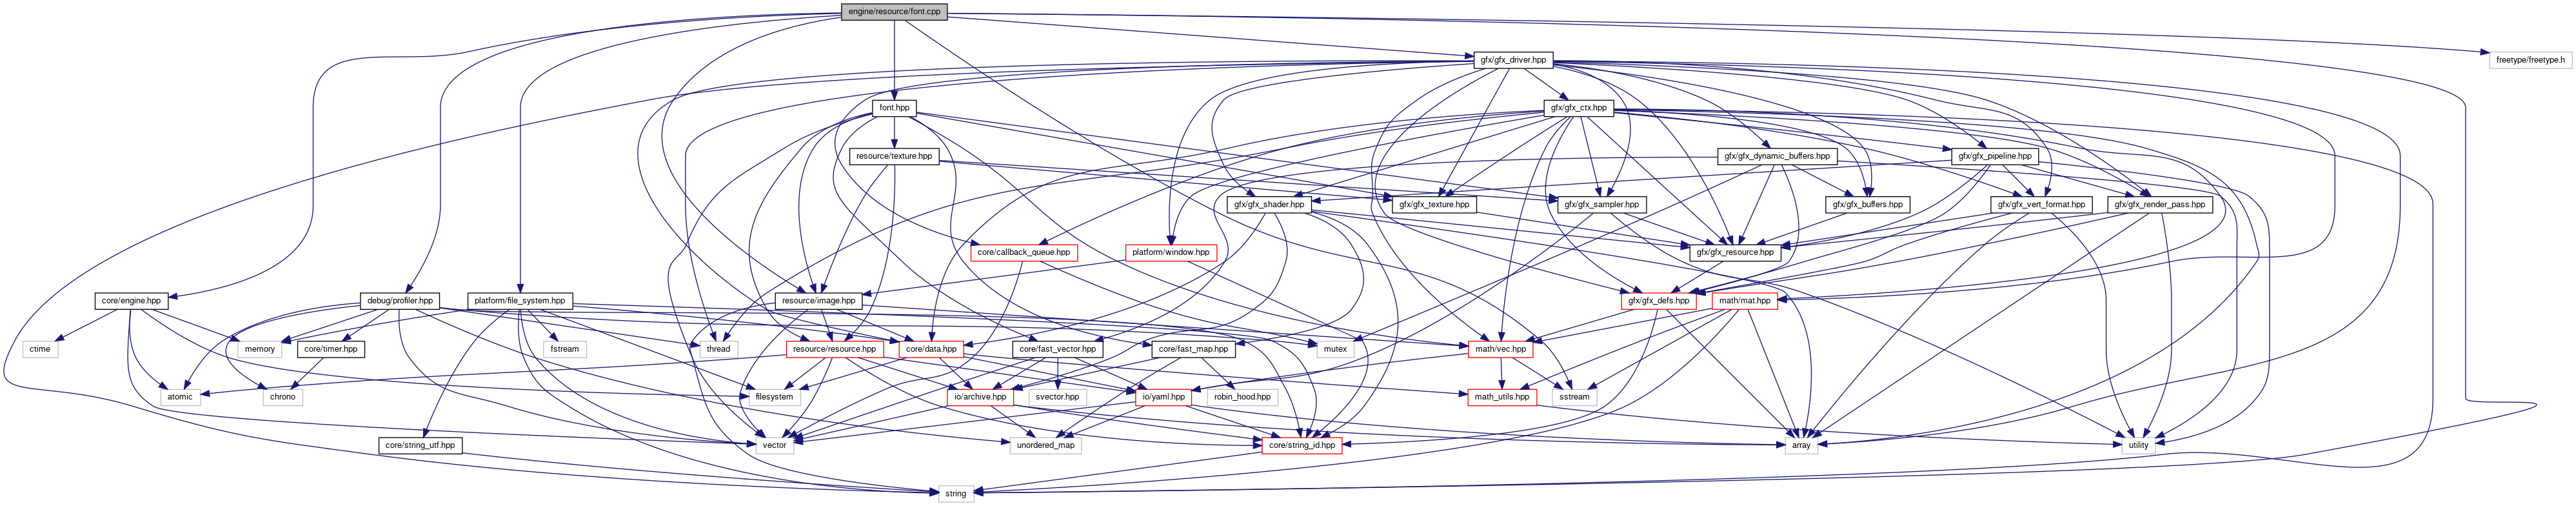 engine/resource/font.cpp
gfx/gfx_driver.hpp
freetype/freetype.h
font.hpp
gfx/gfx_ctx.hpp
resource/texture.hpp
gfx/gfx_dynamic_buffers.hpp
gfx/gfx_pipeline.hpp
gfx/gfx_shader.hpp
gfx/gfx_texture.hpp
gfx/gfx_sampler.hpp
gfx/gfx_buffers.hpp
gfx/gfx_vert_format.hpp
gfx/gfx_render_pass.hpp
core/callback_queue.hpp
platform/window.hpp
gfx/gfx_resource.hpp
core/engine.hpp
debug/profiler.hpp
platform/file_system.hpp
resource/image.hpp
gfx/gfx_defs.hpp
math/mat.hpp
ctime
memory
core/timer.hpp
fstream
thread
resource/resource.hpp
core/data.hpp
core/fast_vector.hpp
core/fast_map.hpp
mutex
math/vec.hpp
atomic
chrono
filesystem
io/archive.hpp
svector.hpp
io/yaml.hpp
robin_hood.hpp
math_utils.hpp
sstream
core/string_utf.hpp
vector
unordered_map
core/string_id.hpp
array
utility
string